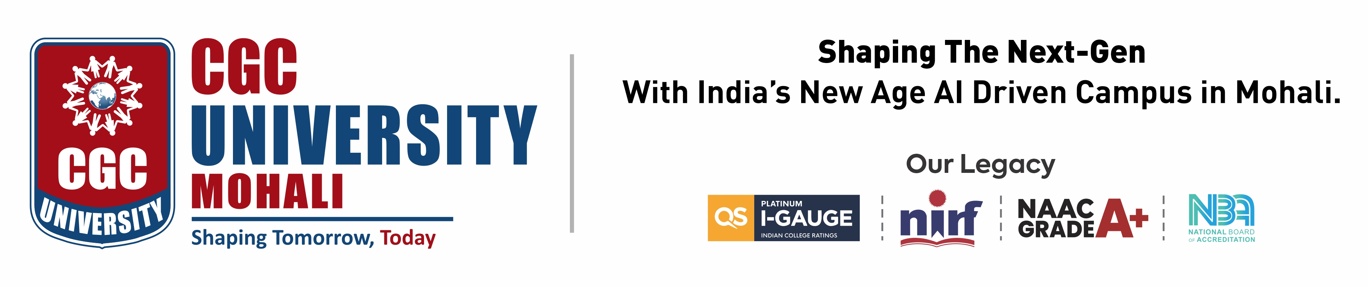 CGC
UNIVERSITY
CGC
UNIVERSITY
MOHALI
Shaping Tomorrow, Today
Shaping The Next-Gen
With India's New Age AI Driven Campus in Mohali.
Our Legacy
QS PLATINUM
I-GAUGE
INDIAN COLLEGE RATINGS
nirf
NAAC
GRADE A+
NBA
NATIONAL BOARD
OF ACCREDITATION